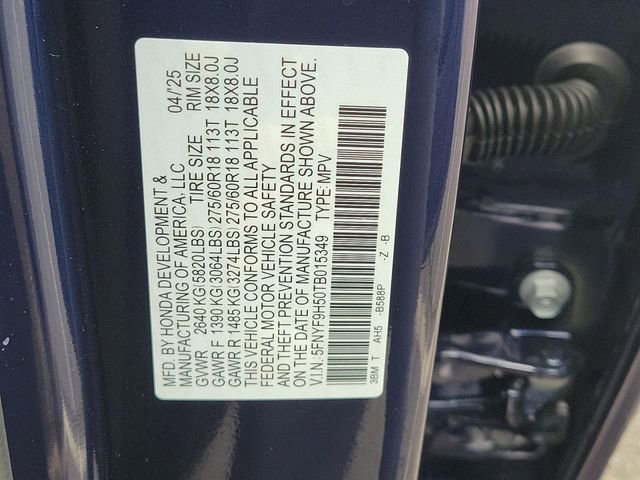 MFD. BY HONDA DEVELOPMENT &
MANUFACTURING OF AMERICA, LLC 04/'25
GVWR 2640 KG(5820LBS) TIRE SIZE RIM SIZE
GAWR F 1390 KG(3064LBS)275/60R18 113T 18X8.0J
GAWR R 1485 KG(3274LBS)275/60R18 113T 18X8.0J
THIS VEHICLE CONFORMS TO ALL APPLICABLE
FEDERAL MOTOR VEHICLE SAFETY
AND THEFT PREVENTION STANDARDS IN EFFECT
ON THE DATE OF MANUFACTURE SHOWN ABOVE.
V.I.N.:5FNYF9H50TB015349 TYPE:MPV
3BM T AH5 -B588P -Z -B